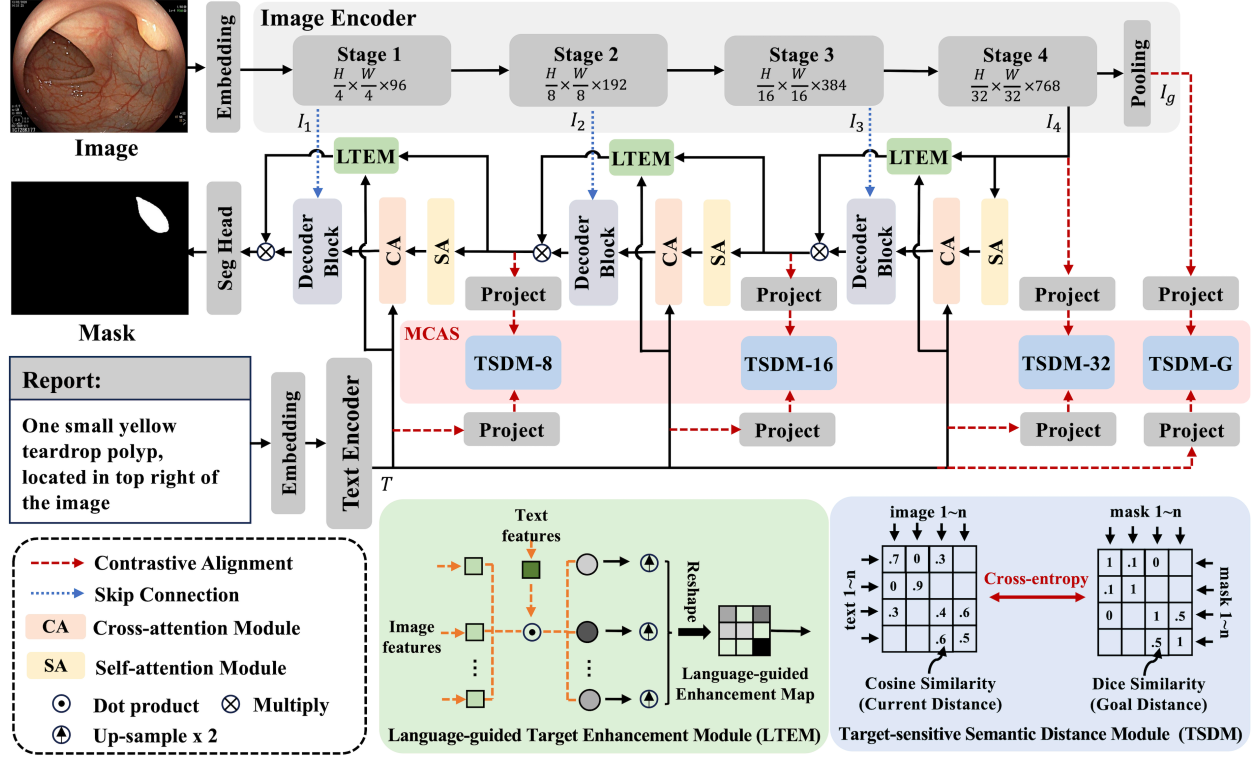 Image Encoder
Embedding
Stage 1
H/4 × W/4 ×96
Stage 2
H/8 × W/8 ×192
Stage 3
H/16 × W/16 ×384
Stage 4
H/32 × W/32 ×768
Pooling
I1
I2
I3
I4
Ig
Image
LTEM
LTEM
LTEM
Seg Head
Decoder Block
CA
SA
Decoder Block
CA
SA
Decoder Block
CA
SA
Mask
Project
Project
Project
Project
MCAS
TSDM-8
TSDM-16
TSDM-32
TSDM-G
Project
Project
Project
Project
Report:
One small yellow
teardrop polyp,
located in top right of
the image
Embedding
Text Encoder
T
Contrastive Alignment
Skip Connection
CA Cross-attention Module
SA Self-attention Module
Dot product
Multiply
Up-sample x 2
Text
features
Image
features
Reshape
Language-guided
Enhancement Map
Language-guided Target Enhancement Module (LTEM)
image 1~n
text 1~n
.7 0 .3
0 .9
.3 .4 .6
.6 .5
Cosine Similarity
(Current Distance)
Cross-entropy
mask 1~n
mask 1~n
1 .1 0
.1 1
0 1 .5
.5 1
Dice Similarity
(Goal Distance)
Target-sensitive Semantic Distance Module (TSDM)